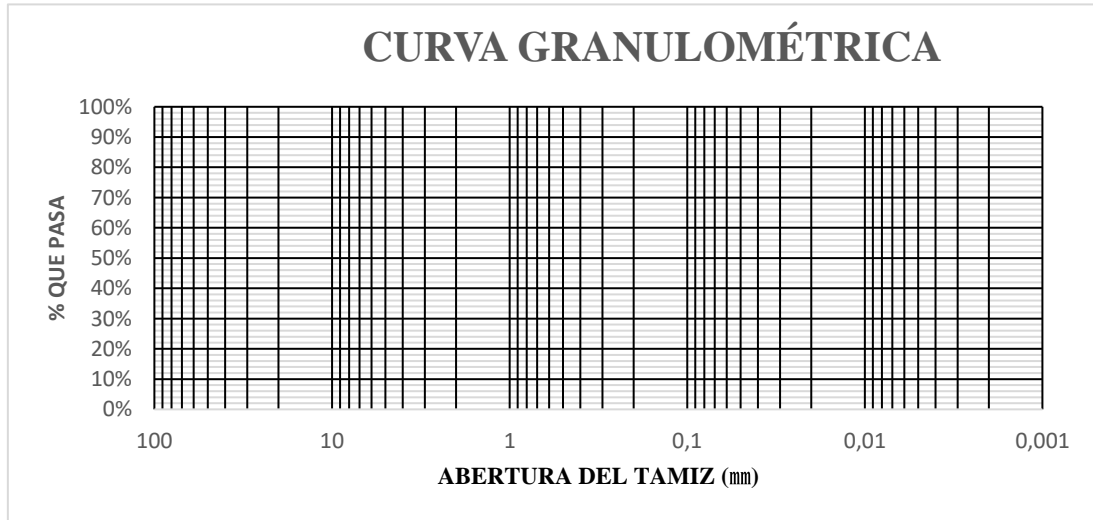 CURVA GRANULOMÉTRICA
100%
90%
80%
70%
60%
50%
40%
30%
20%
10%
0%
% QUE PASA
100 10 1 0,1 0,01 0,001
ABERTURA DEL TAMIZ (㎜)